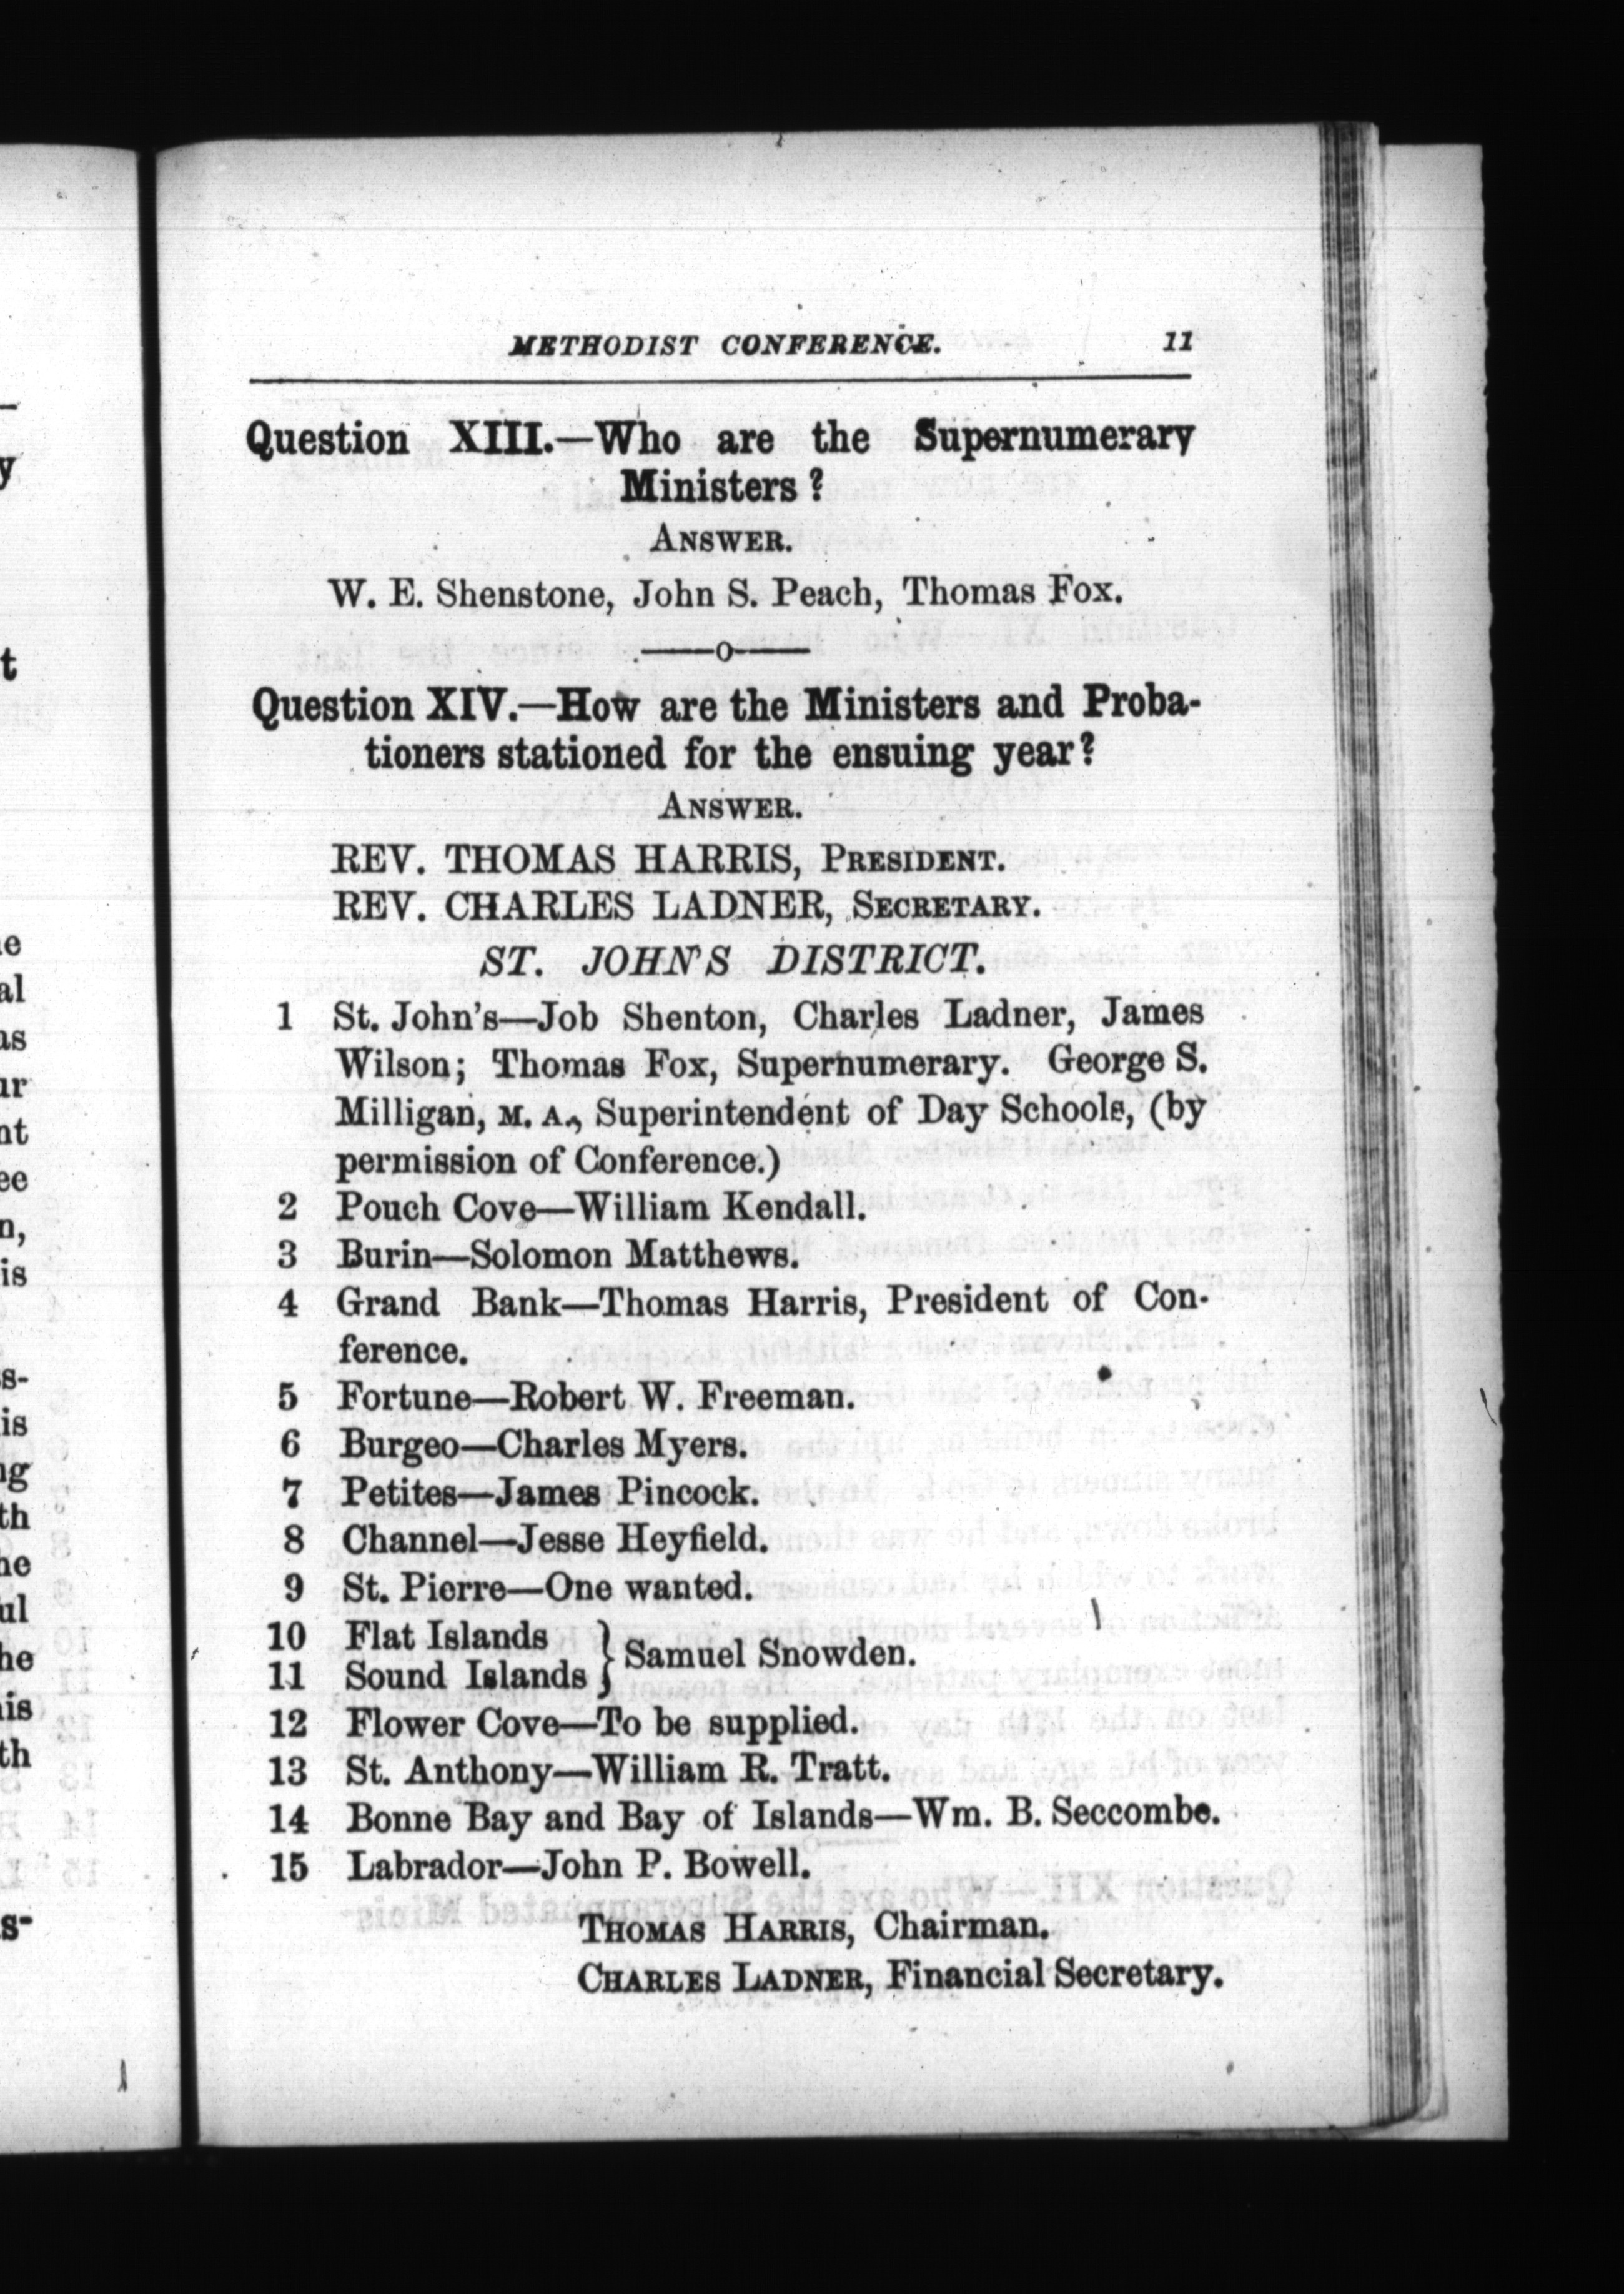 METHODIST CONFERENCE. 11
Question XIII.—Who are the Supernumerary
Ministers?
ANSWER.
W. E. Shenstone, John S. Peach, Thomas Fox.
——o——
Question XIV.—How are the Ministers and Proba-
tioners stationed for the ensuing year?
ANSWER.
REV. THOMAS HARRIS, PRESIDENT.
REV. CHARLES LADNER, SECRETARY.
ST. JOHN'S DISTRICT.
1 St. John's—Job Shenton, Charles Ladner, James
Wilson; Thomas Fox, Supernumerary. George S.
Milligan, M. A., Superintendent of Day Schools, (by
permission of Conference.)
2 Pouch Cove—William Kendall.
3 Burin—Solomon Matthews.
4 Grand Bank—Thomas Harris, President of Con-
ference.
5 Fortune—Robert W. Freeman.
6 Burgeo—Charles Myers.
7 Petites—James Pincock.
8 Channel—Jesse Heyfield.
9 St. Pierre—One wanted.
10 Flat Islands
11 Sound Islands } Samuel Snowden.
12 Flower Cove—To be supplied.
13 St. Anthony—William R. Tratt.
14 Bonne Bay and Bay of Islands—Wm. B. Seccombe.
15 Labrador—John P. Bowell.
THOMAS HARRIS, Chairman.
CHARLES LADNER, Financial Secretary.